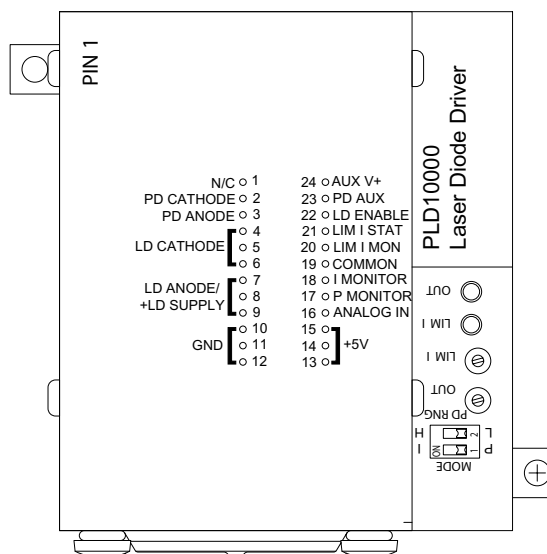 PIN 1
N/C 1
PD CATHODE 2
PD ANODE 3
4
LD CATHODE 5
6
7
LD ANODE/
+LD SUPPLY
8
9
10
GND 11
12
24 AUX V+
23 PD AUX
22 LD ENABLE
21 LIM I STAT
20 LIM I MON
19 COMMON
18 I MONITOR
17 P MONITOR
16 ANALOG IN
15
14 +5V
13
PLD10000
Laser Diode Driver
OUT
LIM I
LIM I
OUT
PD RNG
H 2 L
I ON 1 P
MODE